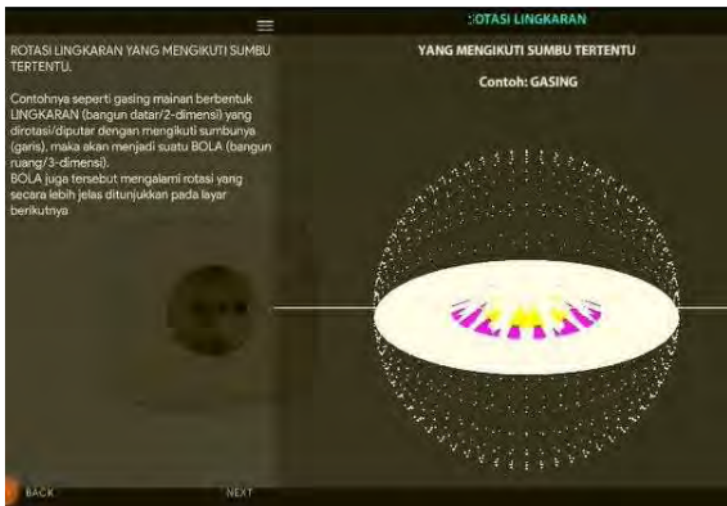 ROTASI LINGKARAN YANG MENGIKUTI SUMBU
TERTENTU.
Contohnya seperti gasing mainan berbentuk
LINGKARAN (bangun datar/2-dimensi) yang
dirotasi/diputar dengan mengikuti sumbunya
(garis), maka akan menjadi suatu BOLA (bangun
ruang/3-dimensi).
BOLA juga tersebut mengalami rotasi yang
secara lebih jelas ditunjukkan pada layar
berikutnya
BACK
NEXT
OTASI LINGKARAN
YANG MENGIKUTI SUMBU TERTENTU
Contoh: GASING